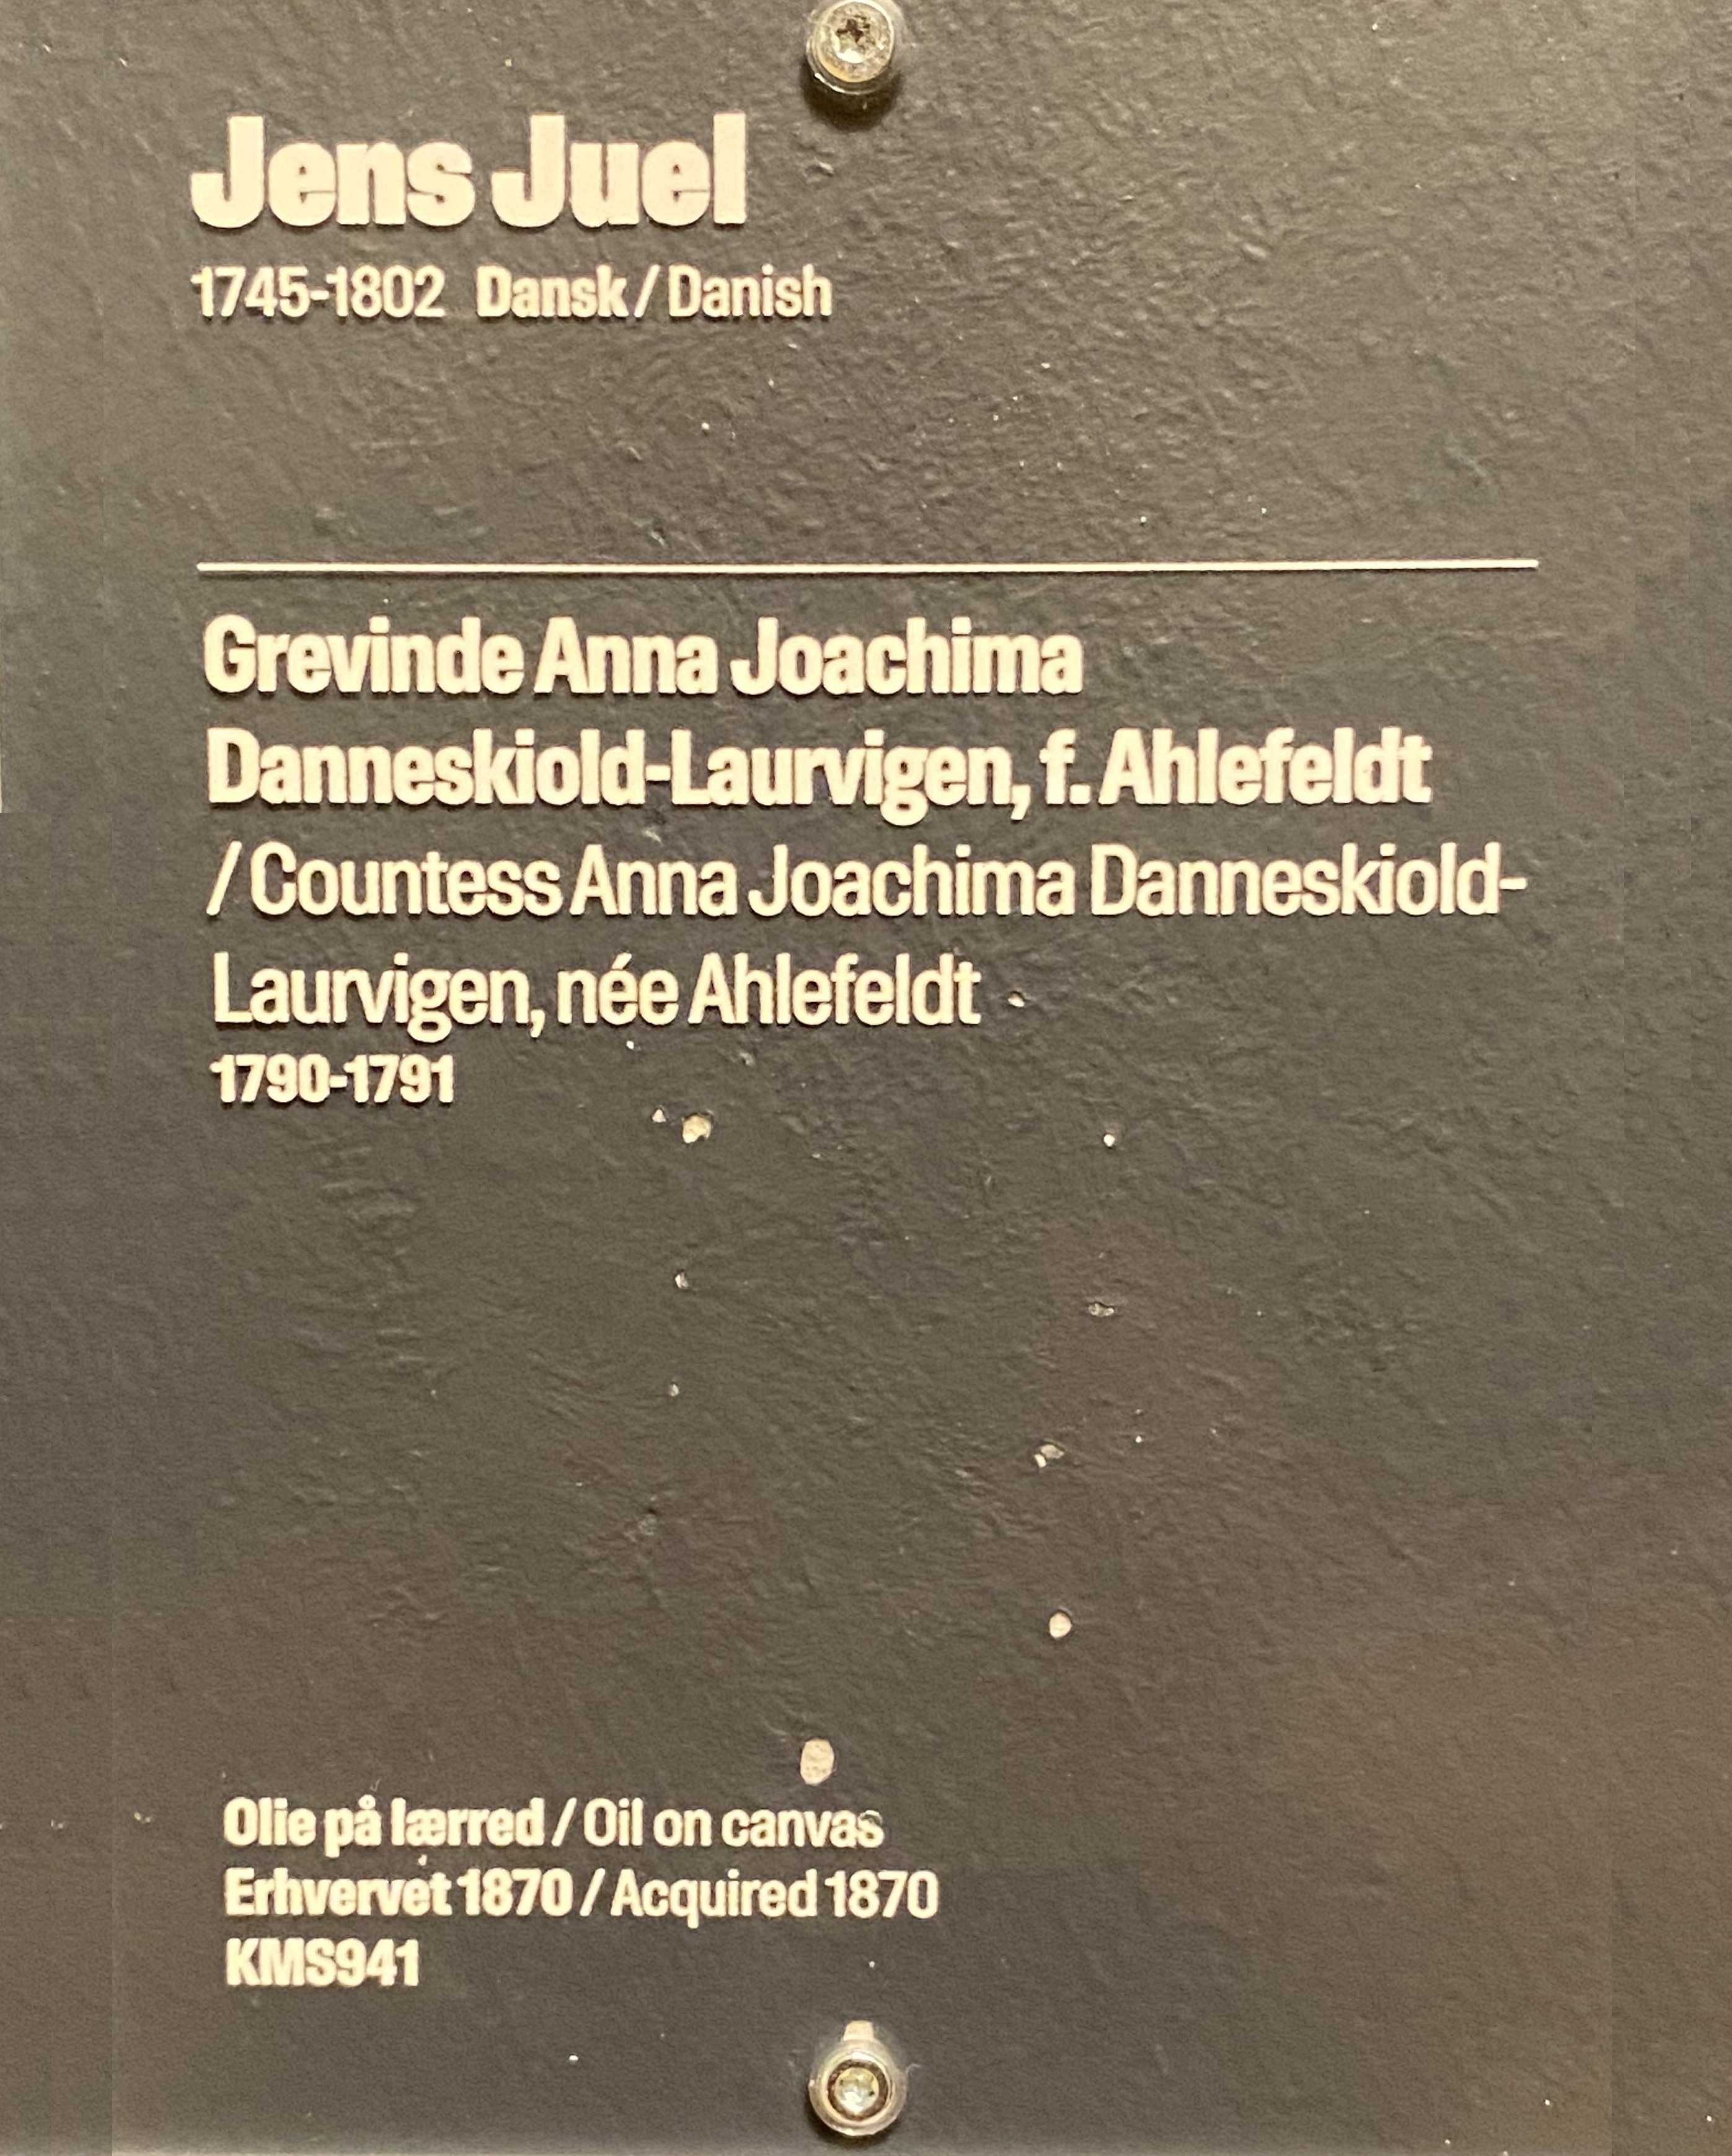 Jens Juel
1745-1802 Dansk / Danish
Grevinde Anna Joachima
Danneskiold-Laurvigen, f. Ahlefeldt
/ Countess Anna Joachima Danneskiold-
Laurvigen, née Ahlefeldt
1790-1791
Olie på lærred / Oil on canvas
Erhvervet 1870 / Acquired 1870
KMS941